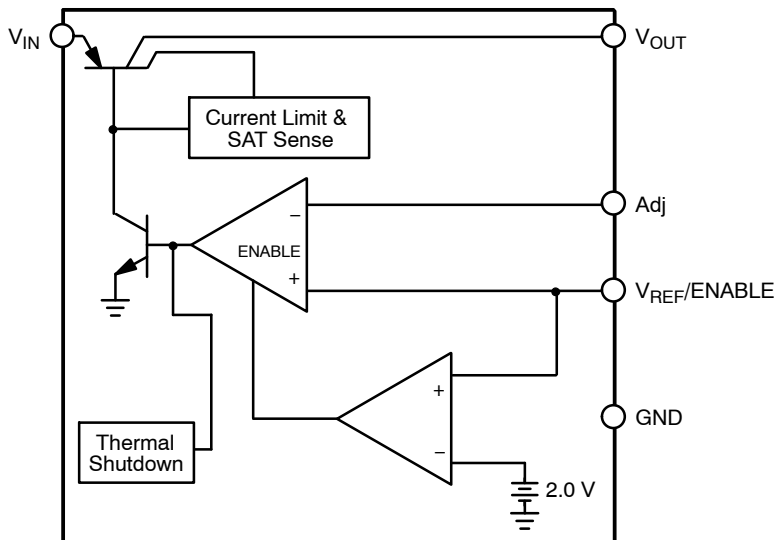 V_IN
V_OUT
Current Limit &
SAT Sense
Adj
−
ENABLE
+
V_REF/ENABLE
+
GND
Thermal
Shutdown
−
2.0 V